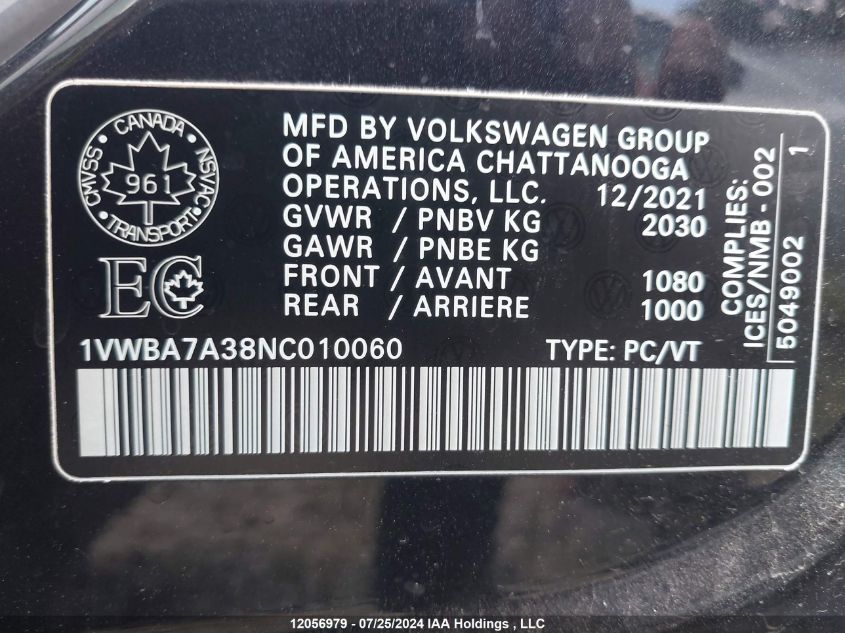 CMVSS CANADA NSVAC
961
TRANSPORT
EC
MFD BY VOLKSWAGEN GROUP
OF AMERICA CHATTANOOGA
OPERATIONS, LLC. 12/2021
GVWR / PNBV KG 2030
GAWR / PNBE KG
FRONT / AVANT 1080
REAR / ARRIERE 1000
1VWBA7A38NC010060 TYPE: PC/VT
COMPLIES:
ICES/NMB - 002
5049002 1
12056979 - 07/25/2024 IAA Holdings , LLC